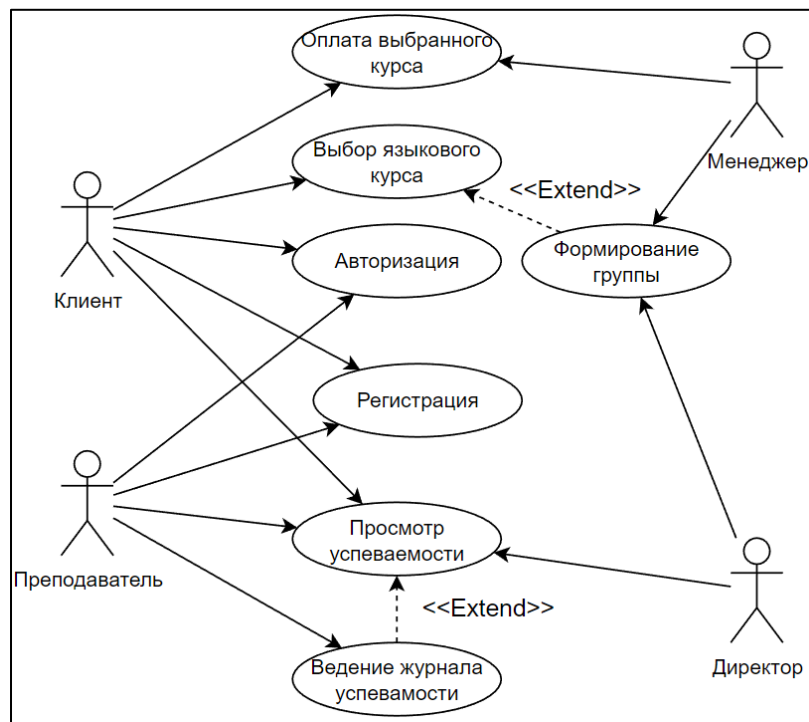 Оплата выбранного
курса
Менеджер
Выбор языкового
курса
<<Extend>>
Формирование
группы
Авторизация
Клиент
Регистрация
Просмотр
успеваемости
Преподаватель
<<Extend>>
Ведение журнала
успевамости
Директор